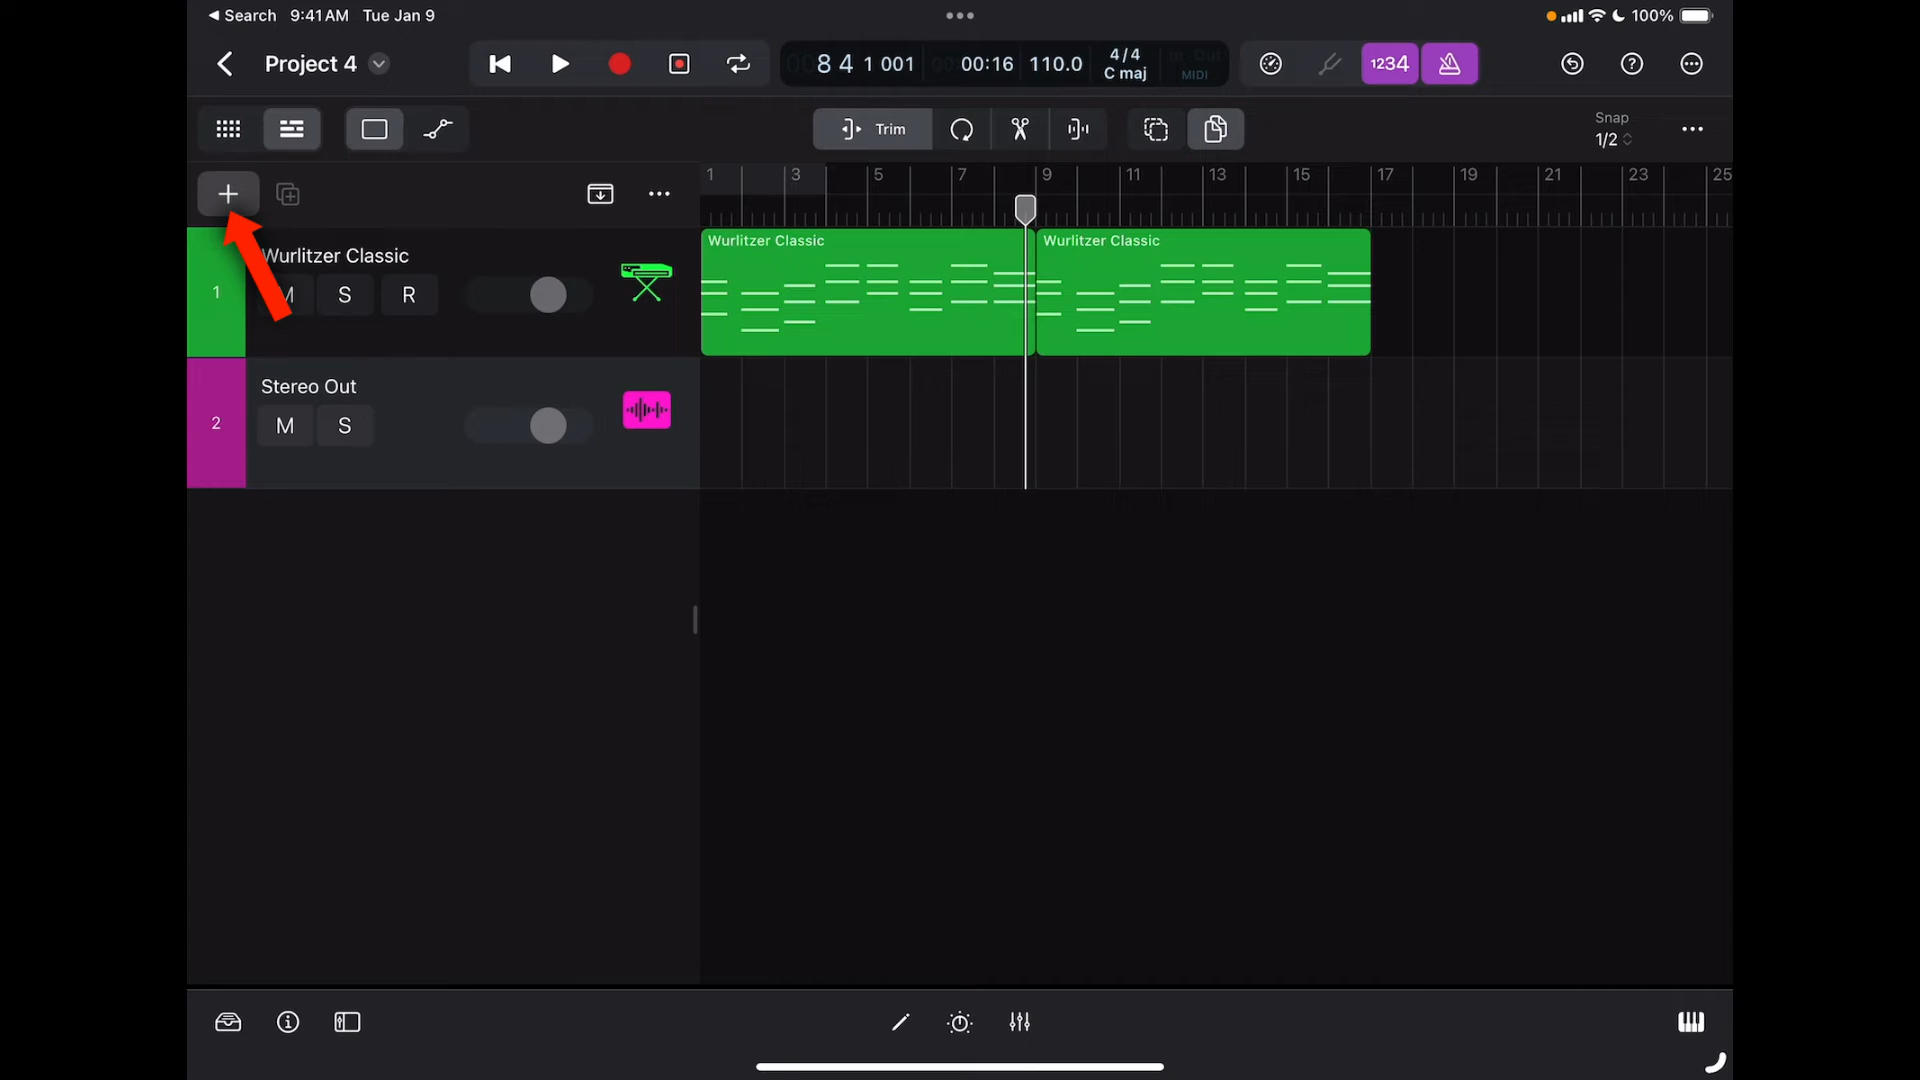 ◀ Search 9:41 AM Tue Jan 9
100%
Project 4
8 4 1 001 00:16 110.0 4/4 C maj In Out MIDI
1234
Trim
Snap
1/2
1 3 5 7 9 11 13 15 17 19 21 23 25
Wurlitzer Classic
1
M S R
Wurlitzer Classic
Wurlitzer Classic
Stereo Out
2
M S